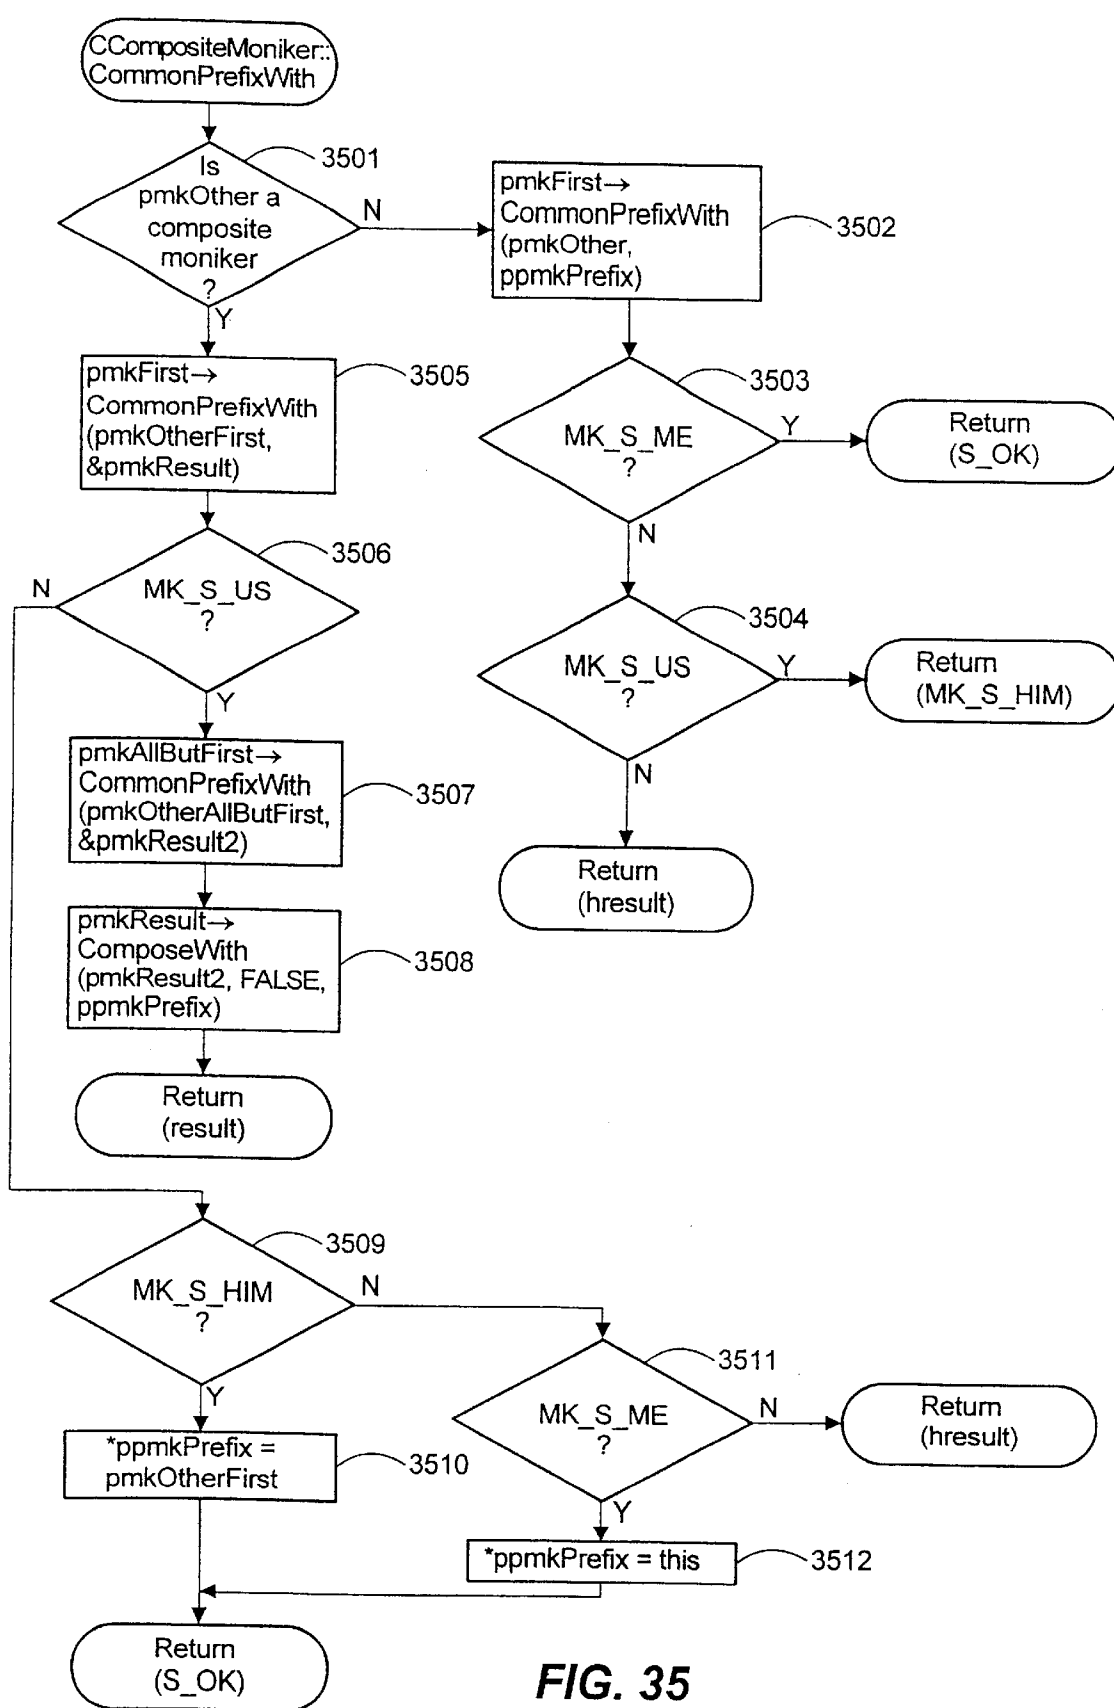 CCompositeMoniker::
CommonPrefixWith
3501
Is
pmkOther a
composite
moniker
?
N
Y
pmkFirst→
CommonPrefixWith
(pmkOther,
ppmkPrefix)
3502
3503
MK_S_ME
?
Y
N
Return
(S_OK)
3504
MK_S_US
?
Y
N
Return
(MK_S_HIM)
Return
(hresult)
pmkFirst→
CommonPrefixWith
(pmkOtherFirst,
&pmkResult)
3505
3506
MK_S_US
?
N
Y
pmkAllButFirst→
CommonPrefixWith
(pmkOtherAllButFirst,
&pmkResult2)
3507
pmkResult→
ComposeWith
(pmkResult2, FALSE,
ppmkPrefix)
3508
Return
(result)
3509
MK_S_HIM
?
N
Y
*ppmkPrefix =
pmkOtherFirst
3510
3511
MK_S_ME
?
N
Y
Return
(hresult)
*ppmkPrefix = this
3512
Return
(S_OK)
FIG. 35